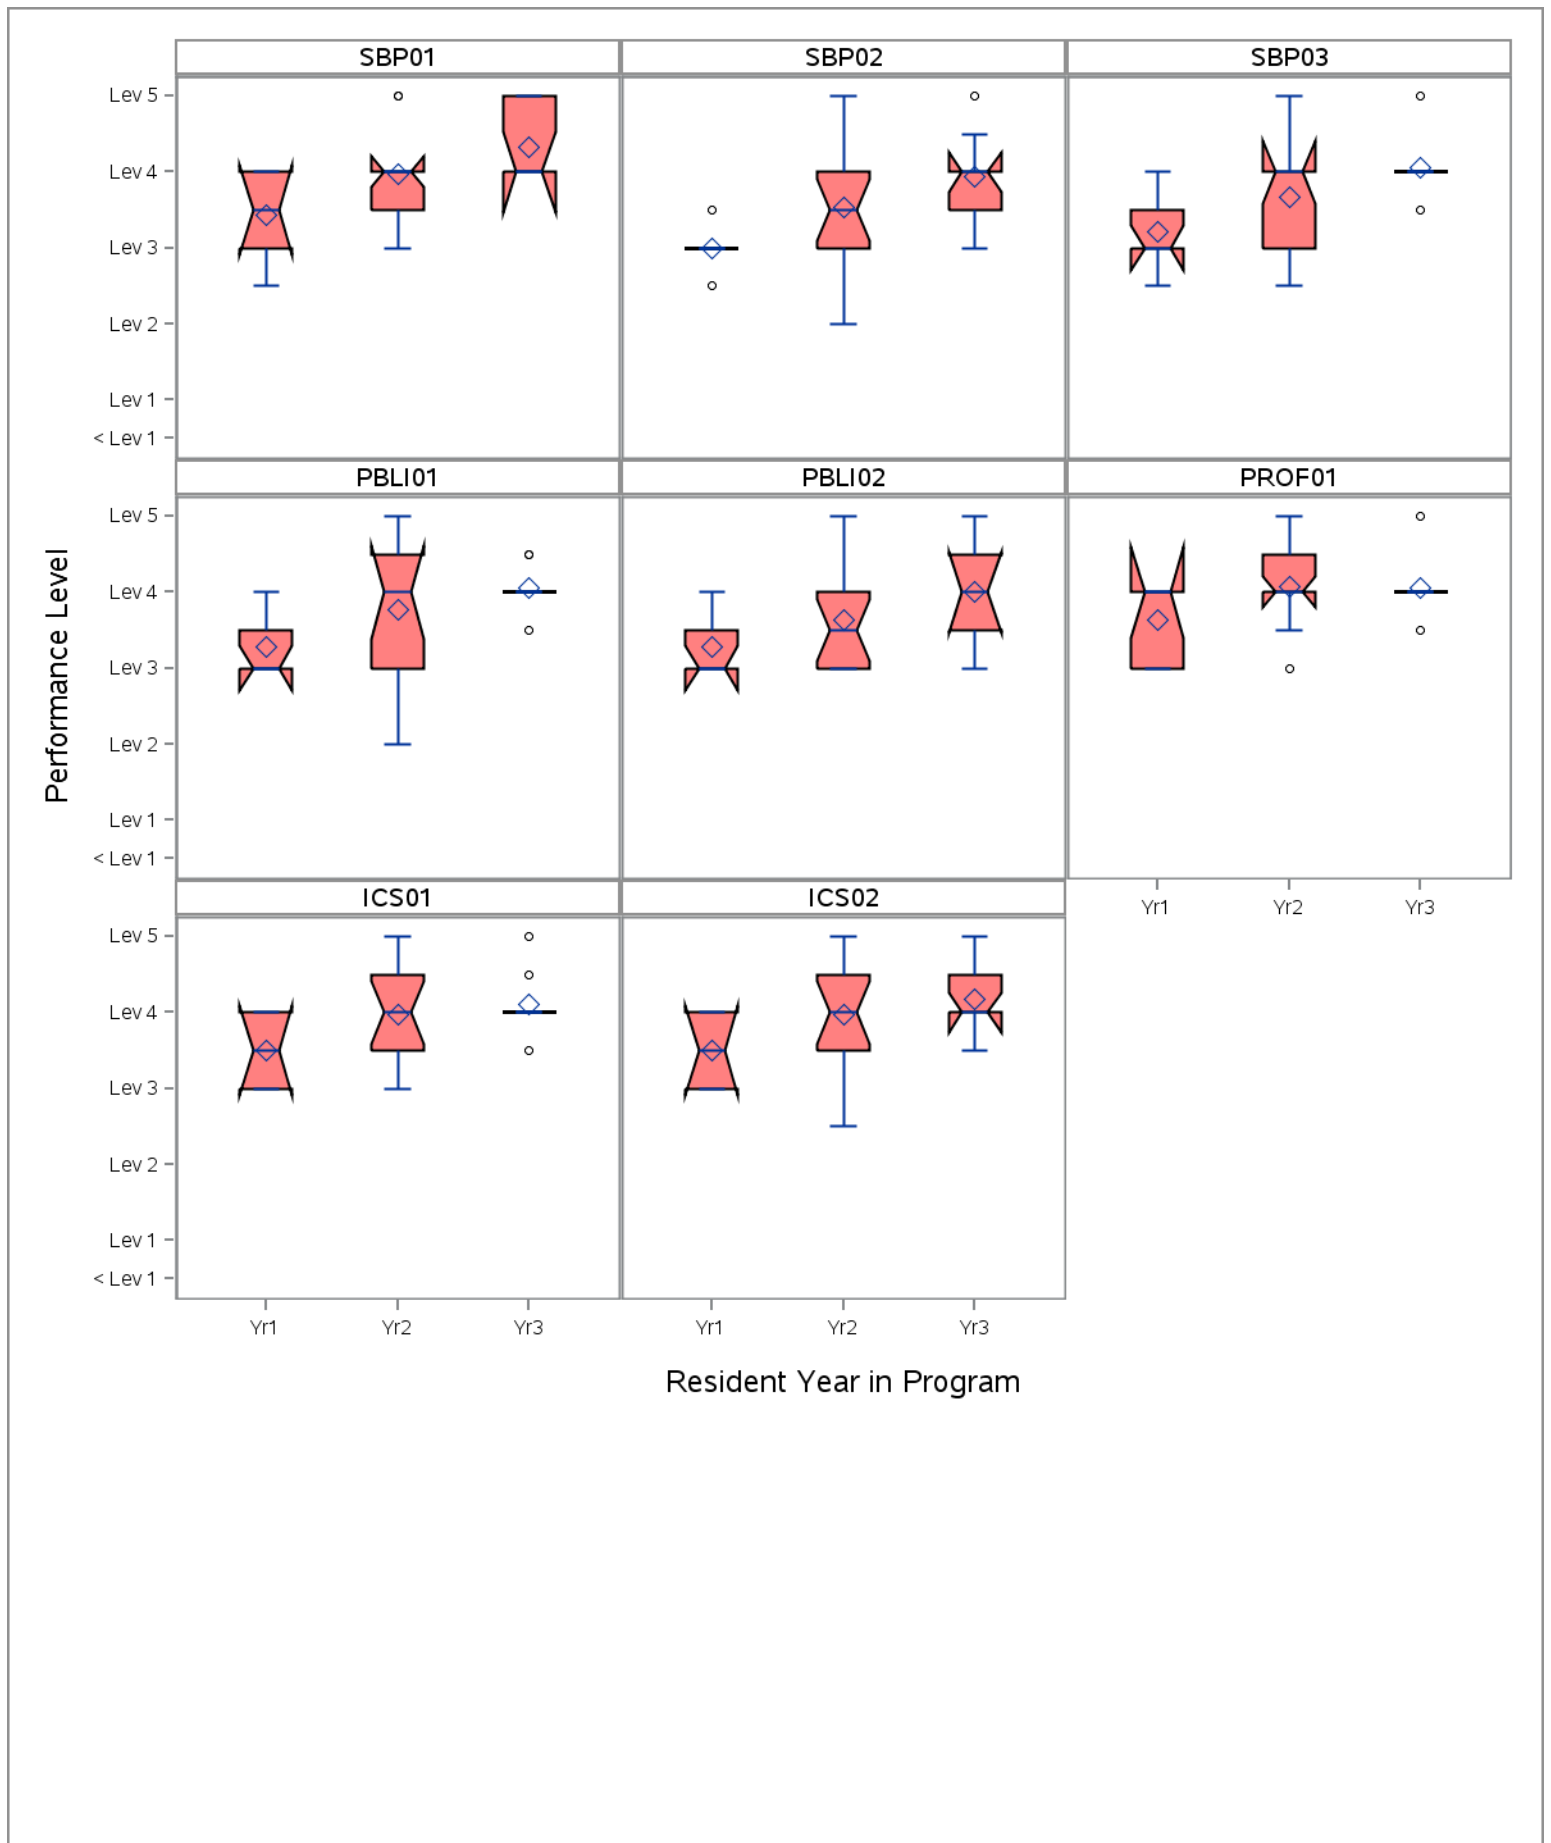 SBP01
SBP02
SBP03
Lev 5
Lev 4
Lev 3
Lev 2
Lev 1
< Lev 1
PBLI01
PBLI02
PROF01
Performance Level
Lev 5
Lev 4
Lev 3
Lev 2
Lev 1
< Lev 1
Yr1
Yr2
Yr3
ICS01
ICS02
Lev 5
Lev 4
Lev 3
Lev 2
Lev 1
< Lev 1
Yr1
Yr2
Yr3
Yr1
Yr2
Yr3
Resident Year in Program